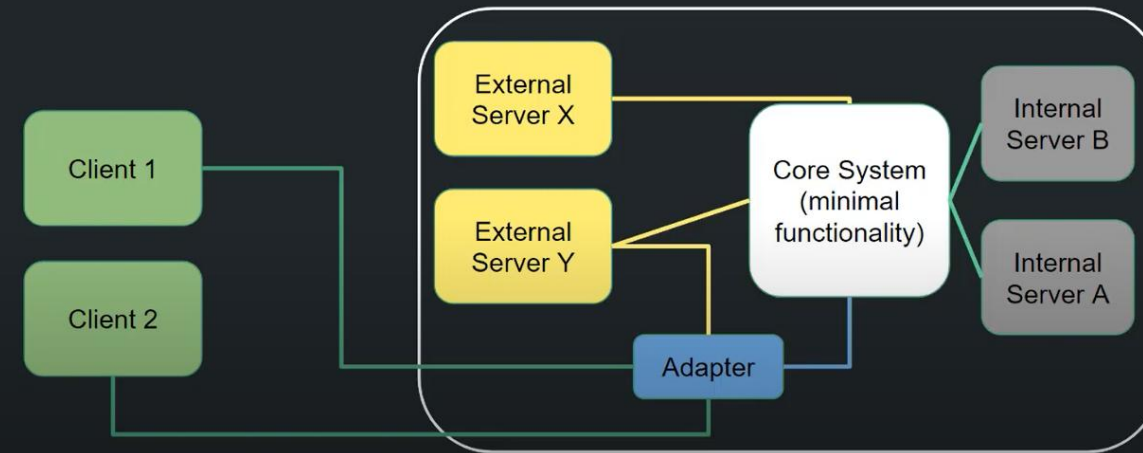 External
Server X
Client 1
External
Server Y
Client 2
Core System
(minimal
functionality)
Internal
Server B
Internal
Server A
Adapter